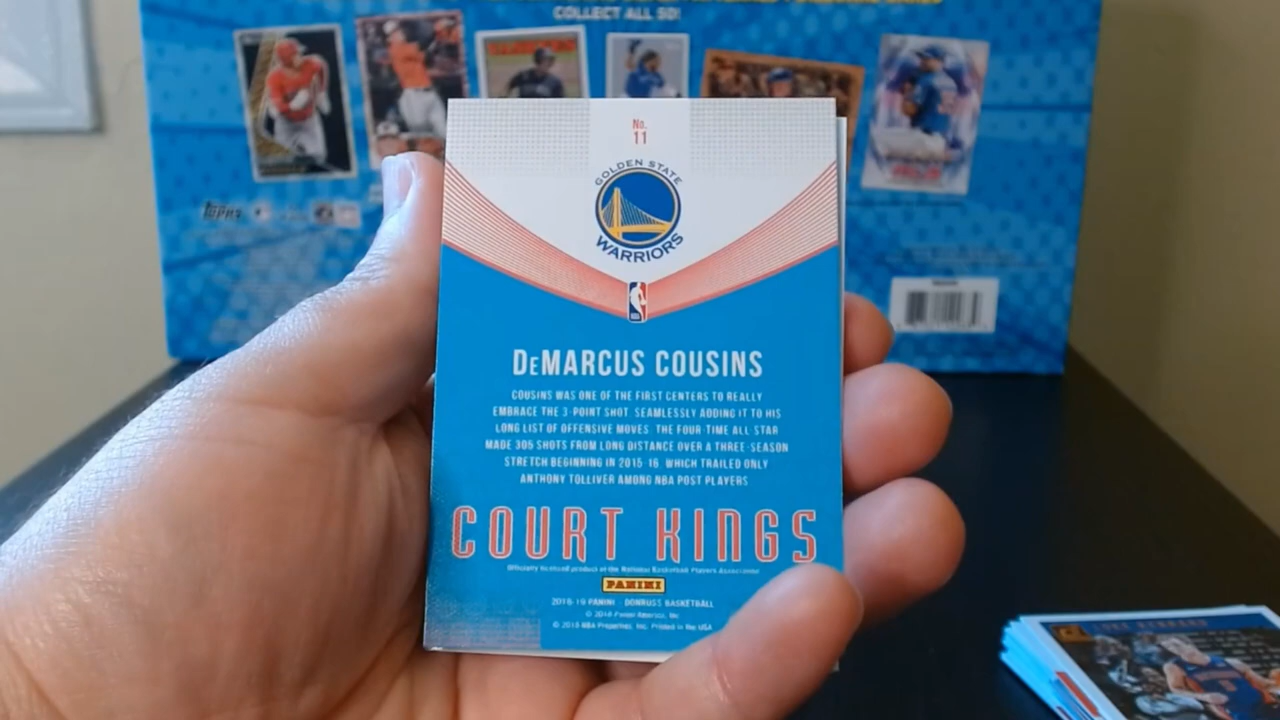 COLLECT ALL 50!
No.
11
GOLDEN STATE
WARRIORS
DeMARCUS COUSINS
COUSINS WAS ONE OF THE FIRST CENTERS TO REALLY
EMBRACE THE 3-POINT SHOT, SEAMLESSLY ADDING IT TO HIS
LONG LIST OF OFFENSIVE MOVES. THE FOUR-TIME ALL-STAR
MADE 305 SHOTS FROM LONG DISTANCE OVER A THREE-SEASON
STRETCH BEGINNING IN 2015-16, WHICH TRAILED ONLY
ANTHONY TOLLIVER AMONG NBA POST PLAYERS
COURT KINGS
Officially licensed product of the National Basketball Players Association
PANINI
2018-19 PANINI - DONRUSS BASKETBALL
© 2018 Panini America, Inc.
© 2018 NBA Properties, Inc. Printed in the USA
Topps